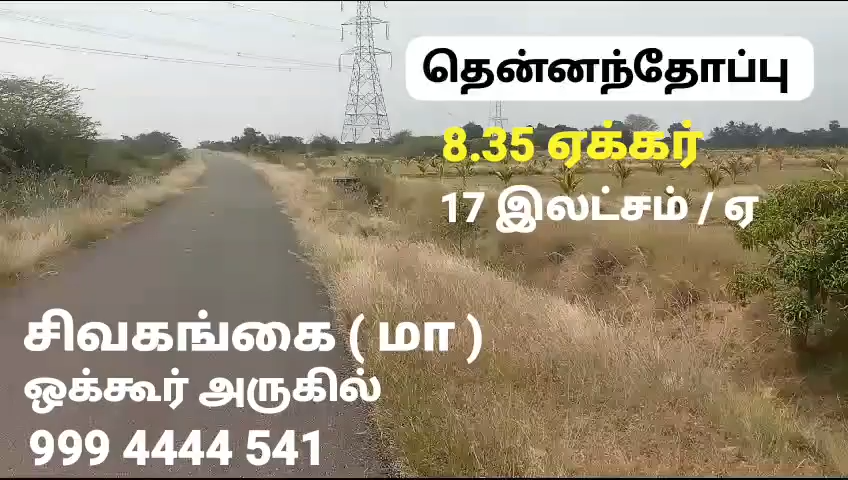 தென்னந்தோப்பு
8.35 ஏக்கர்
17 இலட்சம் / ஏ
சிவகங்கை ( மா )
ஒக்கூர் அருகில்
999 4444 541